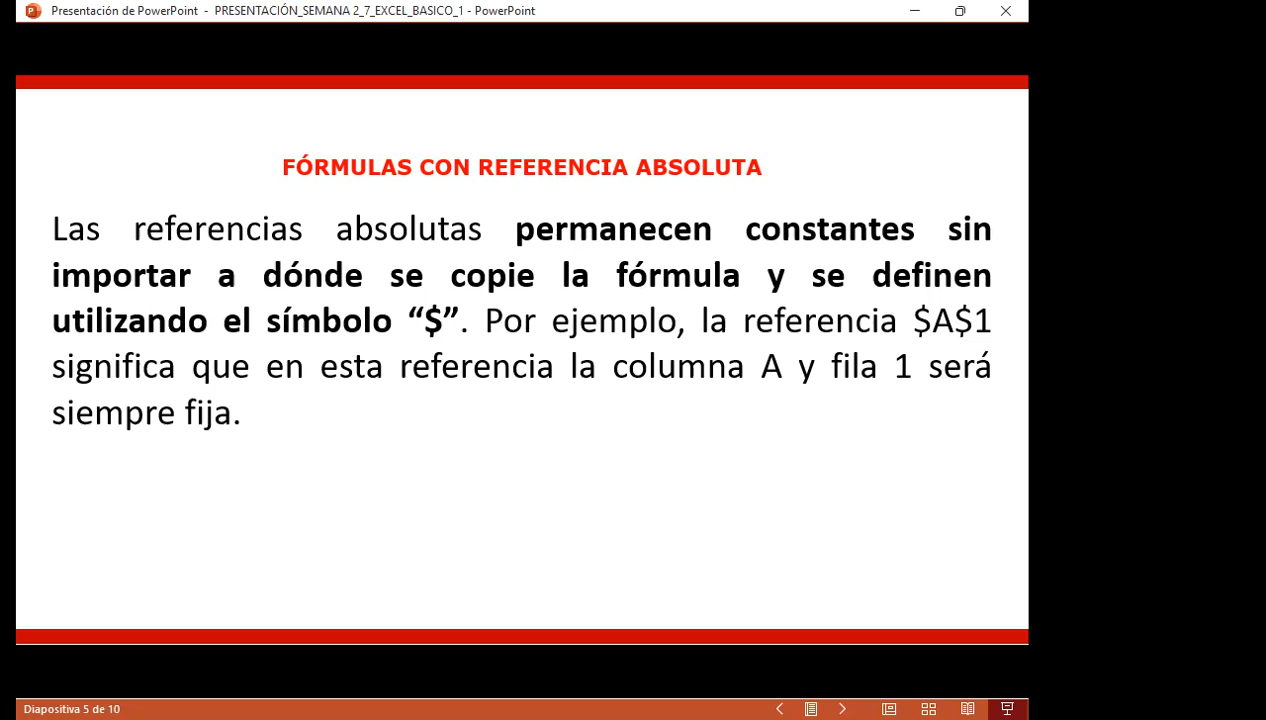 Presentación de PowerPoint - PRESENTACIÓN_SEMANA 2_7_EXCEL_BASICO_1 - PowerPoint
FÓRMULAS CON REFERENCIA ABSOLUTA
Las referencias absolutas permanecen constantes sin
importar a dónde se copie la fórmula y se definen
utilizando el símbolo “$”. Por ejemplo, la referencia $A$1
significa que en esta referencia la columna A y fila 1 será
siempre fija.
Diapositiva 5 de 10